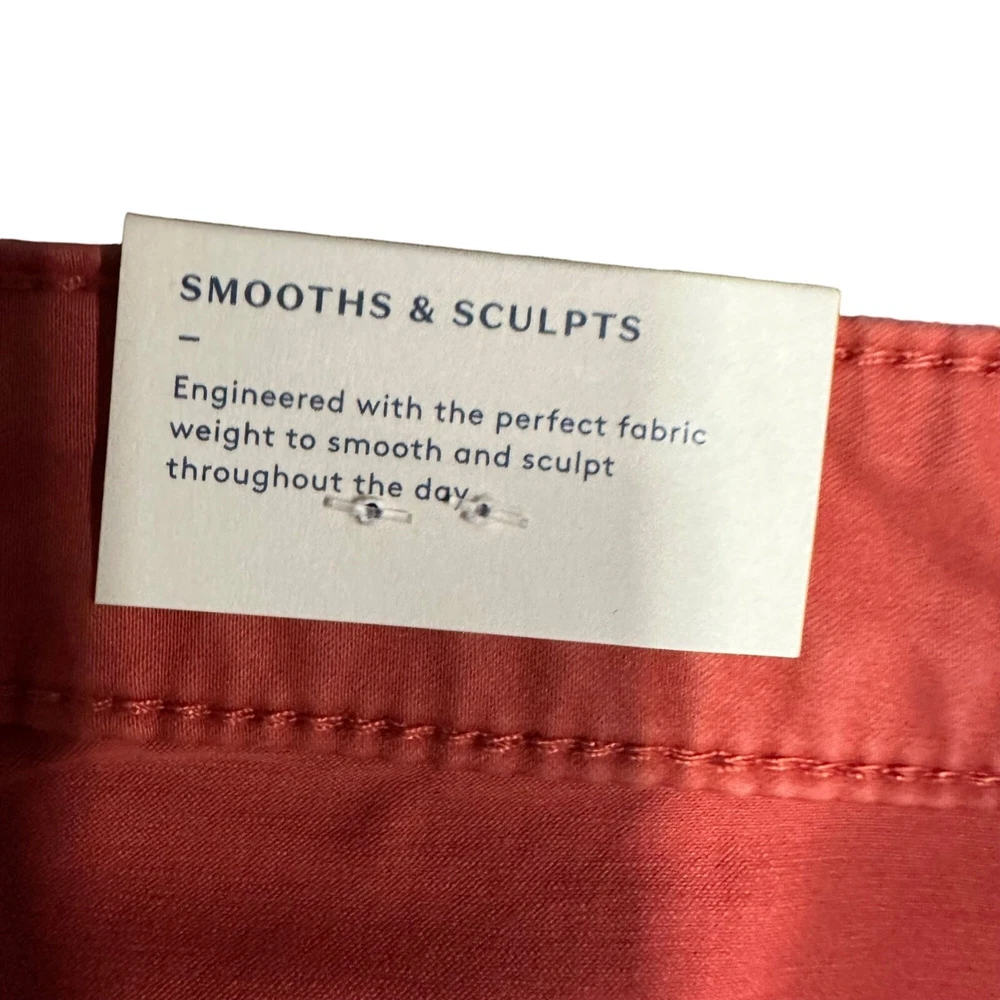 SMOOTHS & SCULPTS
–
Engineered with the perfect fabric
weight to smooth and sculpt
throughout the day.